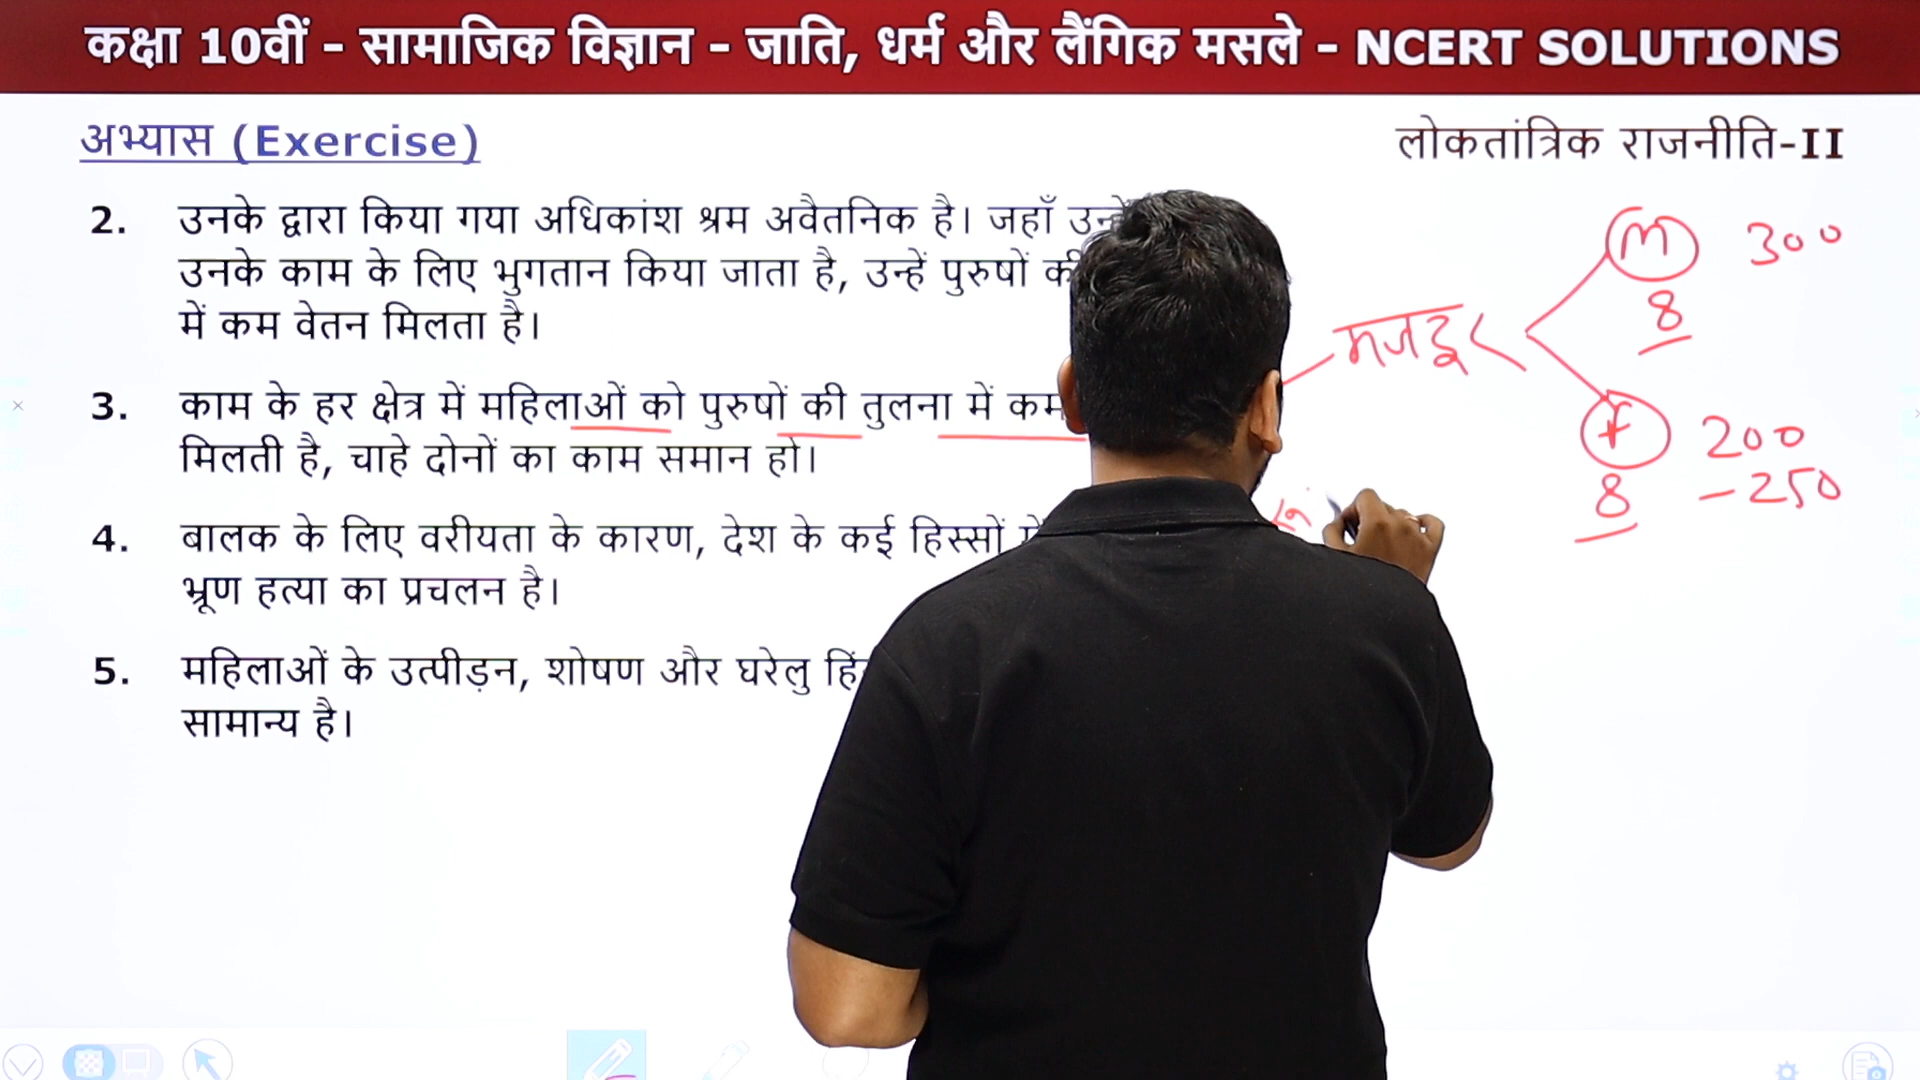 कक्षा 10वीं - सामाजिक विज्ञान - जाति, धर्म और लैंगिक मसले - NCERT SOLUTIONS
अभ्यास (Exercise)
लोकतांत्रिक राजनीति-II
2. उनके द्वारा किया गया अधिकांश श्रम अवैतनिक है। जहाँ
उनके काम के लिए भुगतान किया जाता है, उन्हें पुरुषों की
में कम वेतन मिलता है।
3. काम के हर क्षेत्र में महिलाओं को पुरुषों की तुलना में कम
मिलती है, चाहे दोनों का काम समान हो।
4. बालक के लिए वरीयता के कारण, देश के कई हिस्सों
भ्रूण हत्या का प्रचलन है।
5. महिलाओं के उत्पीड़न, शोषण और घरेलु
सामान्य है।
मजदूर
M 300
8
F 200
8 -250